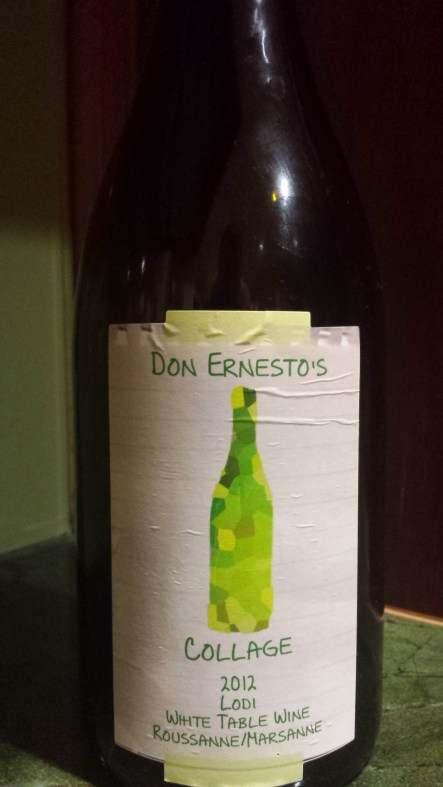 DON ERNESTO'S
COLLAGE
2012
LODI
WHITE TABLE WINE
ROUSSANNE/MARSANNE